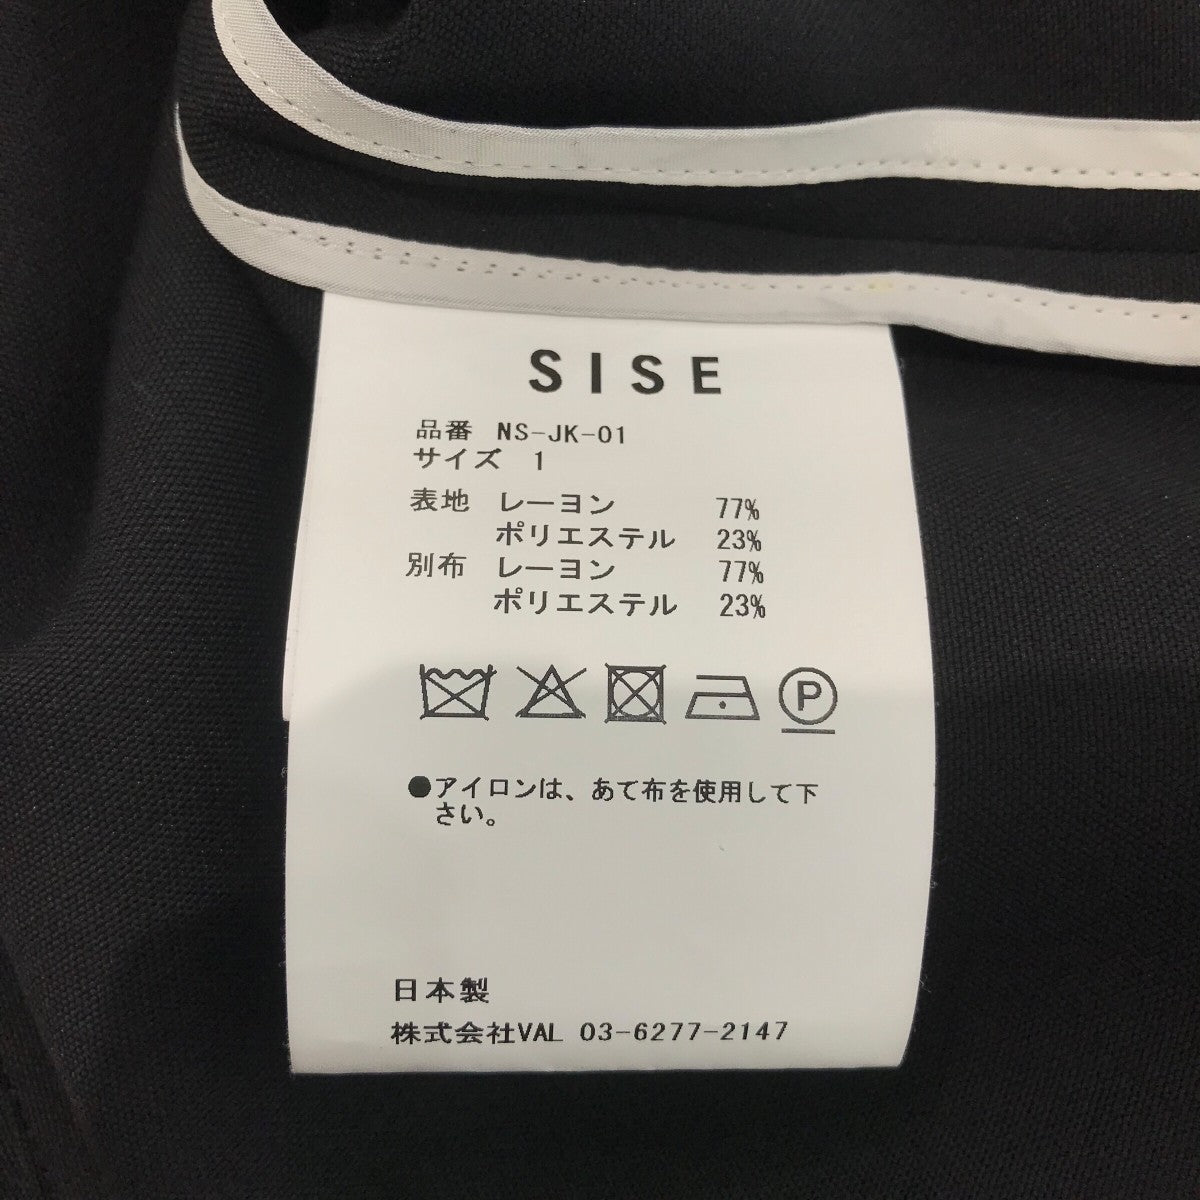 SISE
品番 NS-JK-01
サイズ 1
表地 レーヨン 77%
ポリエステル 23%
別布 レーヨン 77%
ポリエステル 23%
P
●アイロンは、あて布を使用して下
さい。
日本製
株式会社VAL 03-6277-2147